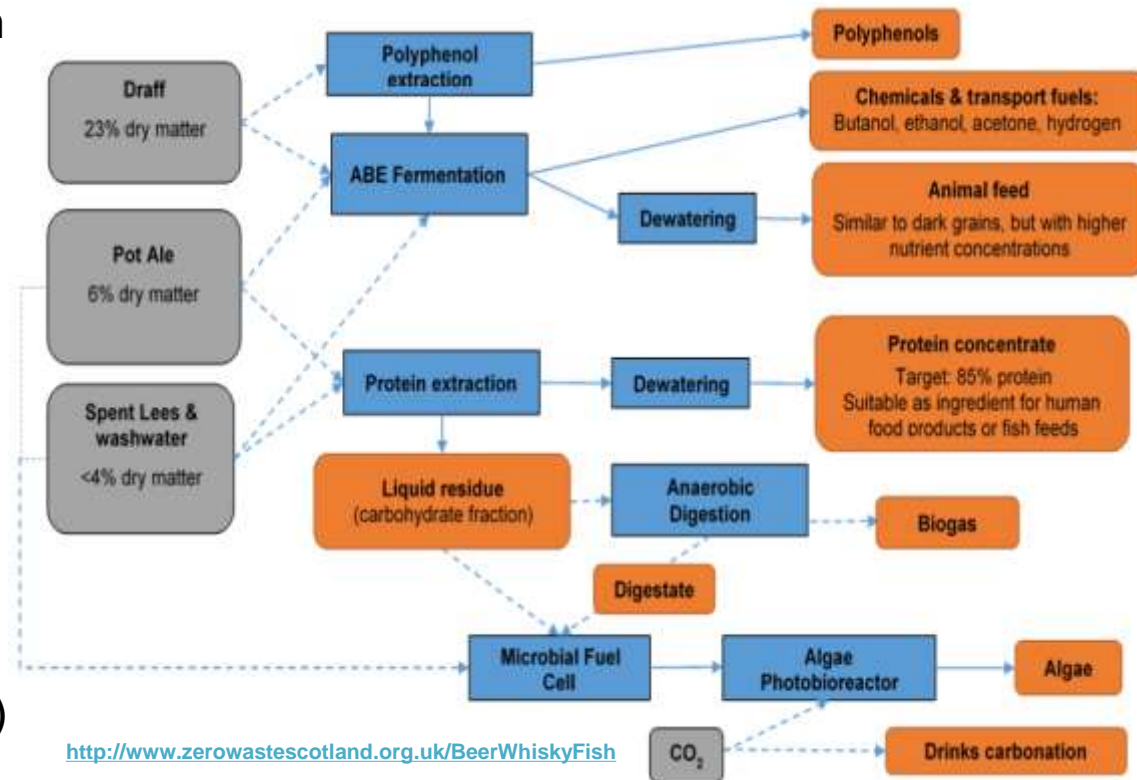 n
Draff
23% dry matter
Polyphenol
extraction
Polyphenols
Chemicals & transport fuels:
Butanol, ethanol, acetone, hydrogen
ABE Fermentation
Dewatering
Animal feed
Similar to dark grains, but with higher
nutrient concentrations
Pot Ale
6% dry matter
Protein extraction
Dewatering
Protein concentrate
Target: 85% protein
Suitable as ingredient for human
food products or fish feeds
Spent Lees &
washwater
<4% dry matter
Liquid residue
(carbohydrate fraction)
Anaerobic
Digestion
Biogas
Digestate
Microbial Fuel
Cell
Algae
Photobioreactor
Algae
)
http://www.zerowastescotland.org.uk/BeerWhiskyFish
CO₂
Drinks carbonation